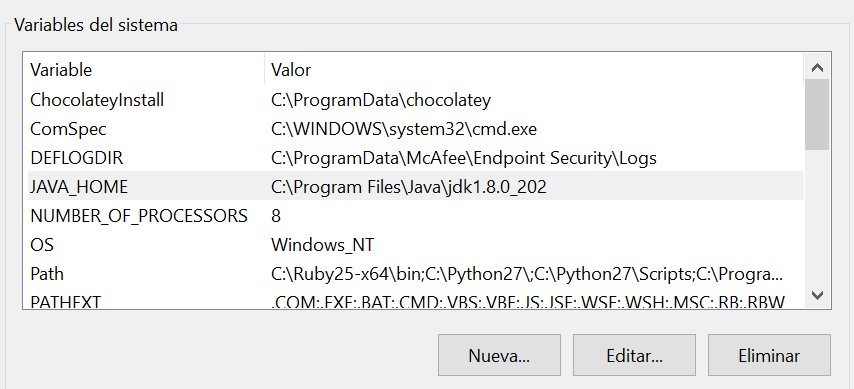 Variables del sistema
Variable Valor
ChocolateyInstall C:\ProgramData\chocolatey
ComSpec C:\WINDOWS\system32\cmd.exe
DEFLOGDIR C:\ProgramData\McAfee\Endpoint Security\Logs
JAVA_HOME C:\Program Files\Java\jdk1.8.0_202
NUMBER_OF_PROCESSORS 8
OS Windows_NT
Path C:\Ruby25-x64\bin;C:\Python27\;C:\Python27\Scripts;C:\Progra...
PATHEXT .COM;.EXE;.BAT;.CMD;.VBS;.VBE;.JS;.JSE;.WSF;.WSH;.MSC;.RB;.RBW
Nueva... Editar... Eliminar